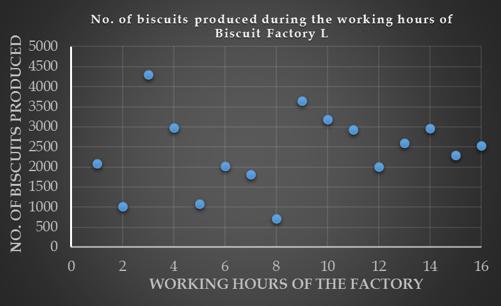 No. of biscuits produced during the working hours of
Biscuit Factory L
NO. OF BISCUITS PRODUCED
5000
4500
4000
3500
3000
2500
2000
1500
1000
500
0
0 2 4 6 8 10 12 14 16
WORKING HOURS OF THE FACTORY